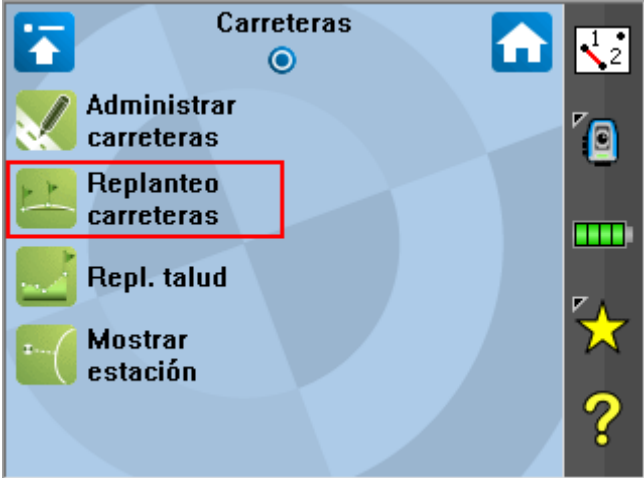 Carreteras
1
2
Administrar
carreteras
Replanteo
carreteras
Repl. talud
Mostrar
estación
?